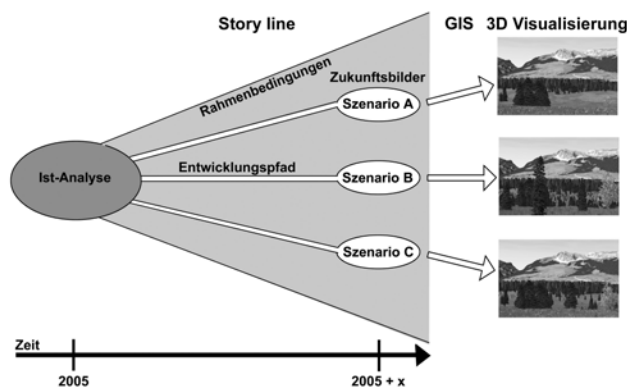 Story line
GIS
3D Visualisierung
Rahmenbedingungen
Zukunftsbilder
Szenario A
Ist-Analyse
Entwicklungspfad
Szenario B
Szenario C
Zeit
2005
2005 + x